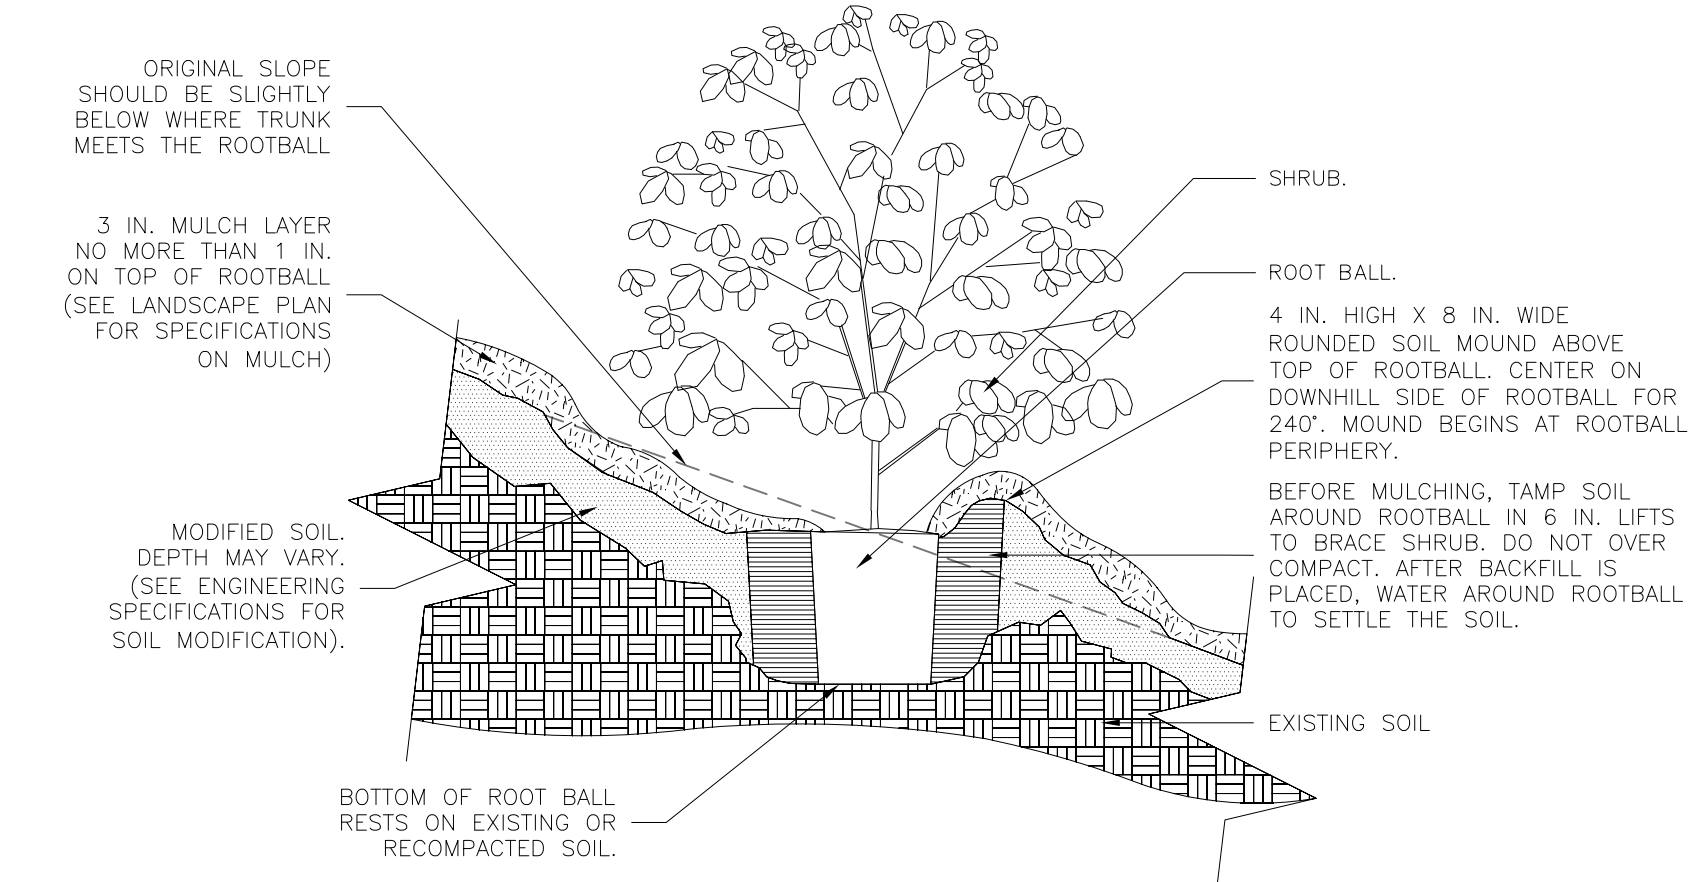 ORIGINAL SLOPE
SHOULD BE SLIGHTLY
BELOW WHERE TRUNK
MEETS THE ROOTBALL
3 IN. MULCH LAYER
NO MORE THAN 1 IN.
ON TOP OF ROOTBALL
(SEE LANDSCAPE PLAN
FOR SPECIFICATIONS
ON MULCH)
MODIFIED SOIL.
DEPTH MAY VARY.
(SEE ENGINEERING
SPECIFICATIONS FOR
SOIL MODIFICATION).
BOTTOM OF ROOT BALL
RESTS ON EXISTING OR
RECOMPACTED SOIL.
SHRUB.
ROOT BALL.
4 IN. HIGH X 8 IN. WIDE
ROUNDED SOIL MOUND ABOVE
TOP OF ROOTBALL. CENTER ON
DOWNHILL SIDE OF ROOTBALL FOR
240°. MOUND BEGINS AT ROOTBALL
PERIPHERY.
BEFORE MULCHING, TAMP SOIL
AROUND ROOTBALL IN 6 IN. LIFTS
TO BRACE SHRUB. DO NOT OVER
COMPACT. AFTER BACKFILL IS
PLACED, WATER AROUND ROOTBALL
TO SETTLE THE SOIL.
EXISTING SOIL